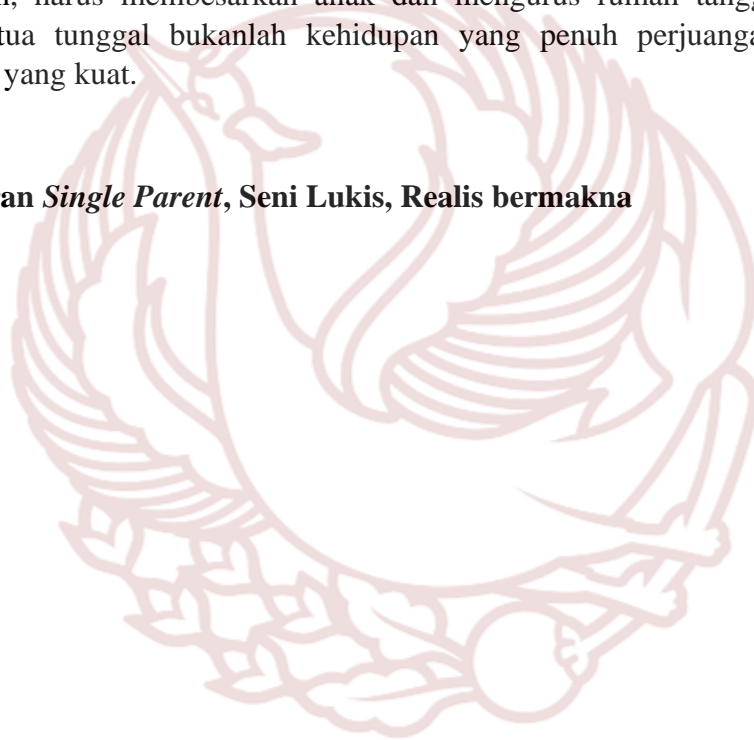 harus membesarkan anak dan mengurus rumah tangg
tua tunggal bukanlah kehidupan yang penuh perjuanga
yang kuat.
an Single Parent, Seni Lukis, Realis bermakna